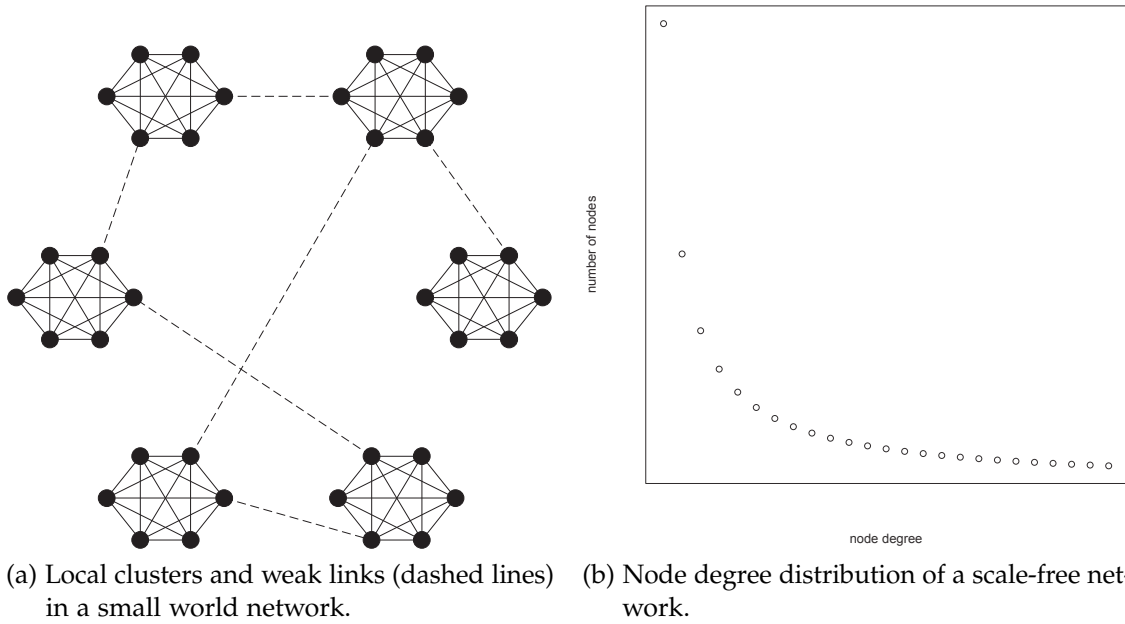 number of nodes
node degree
(a) Local clusters and weak links (dashed lines)
in a small world network.
(b) Node degree distribution of a scale-free net-
work.